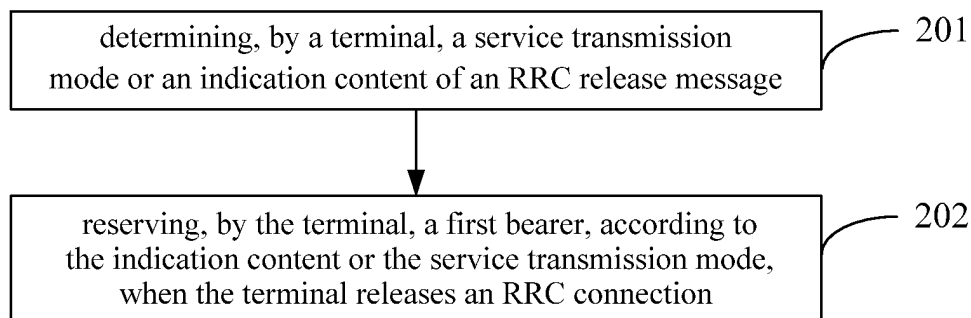 determining, by a terminal, a service transmission
mode or an indication content of an RRC release message
201
reserving, by the terminal, a first bearer, according to
the indication content or the service transmission mode,
when the terminal releases an RRC connection
202